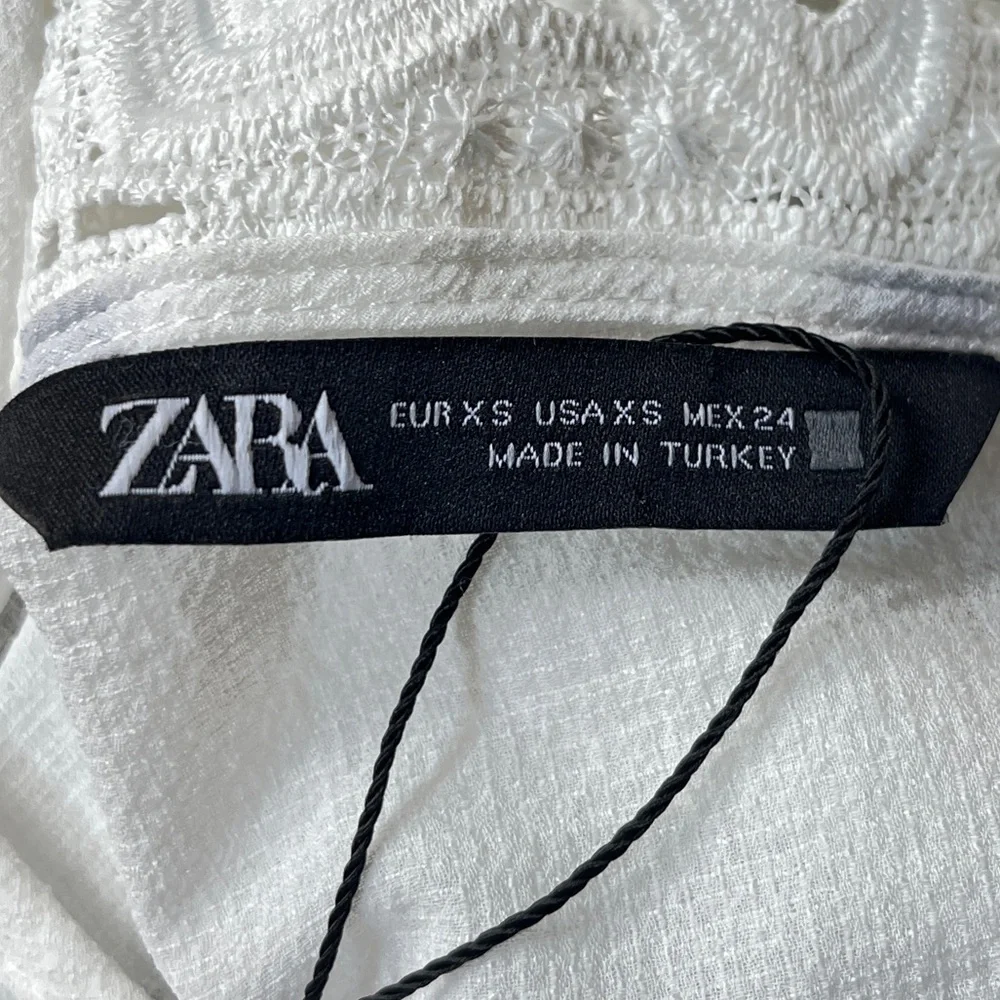 ZARA
EUR XS USA XS MEX 24
MADE IN TURKEY